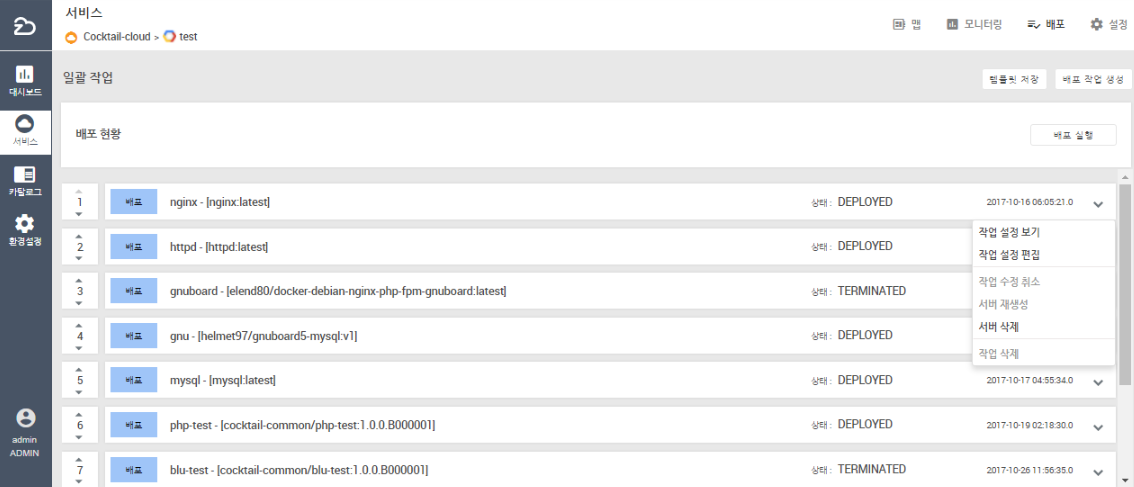 서비스
Cocktail-cloud > test
맵
모니터링
배포
설정
대시보드
서비스
카탈로그
환경설정
admin
ADMIN
일괄 작업
템플릿 저장
배포 작업 생성
배포 현황
배포 실행
1 배포 nginx - [nginx:latest] 상태 : DEPLOYED 2017-10-16 06:05:21.0
2 배포 httpd - [httpd:latest] 상태 : DEPLOYED
3 배포 gnuboard - [elend80/docker-debian-nginx-php-fpm-gnuboard:latest] 상태 : TERMINATED
4 배포 gnu - [helmet97/gnuboard5-mysql:v1] 상태 : DEPLOYED
5 배포 mysql - [mysql:latest] 상태 : DEPLOYED 2017-10-17 04:55:34.0
6 배포 php-test - [cocktail-common/php-test:1.0.0.B000001] 상태 : DEPLOYED 2017-10-19 02:18:30.0
7 배포 blu-test - [cocktail-common/blu-test:1.0.0.B000001] 상태 : TERMINATED 2017-10-26 11:56:35.0
작업 설정 보기
작업 설정 편집
작업 수정 취소
서버 재생성
서버 삭제
작업 삭제